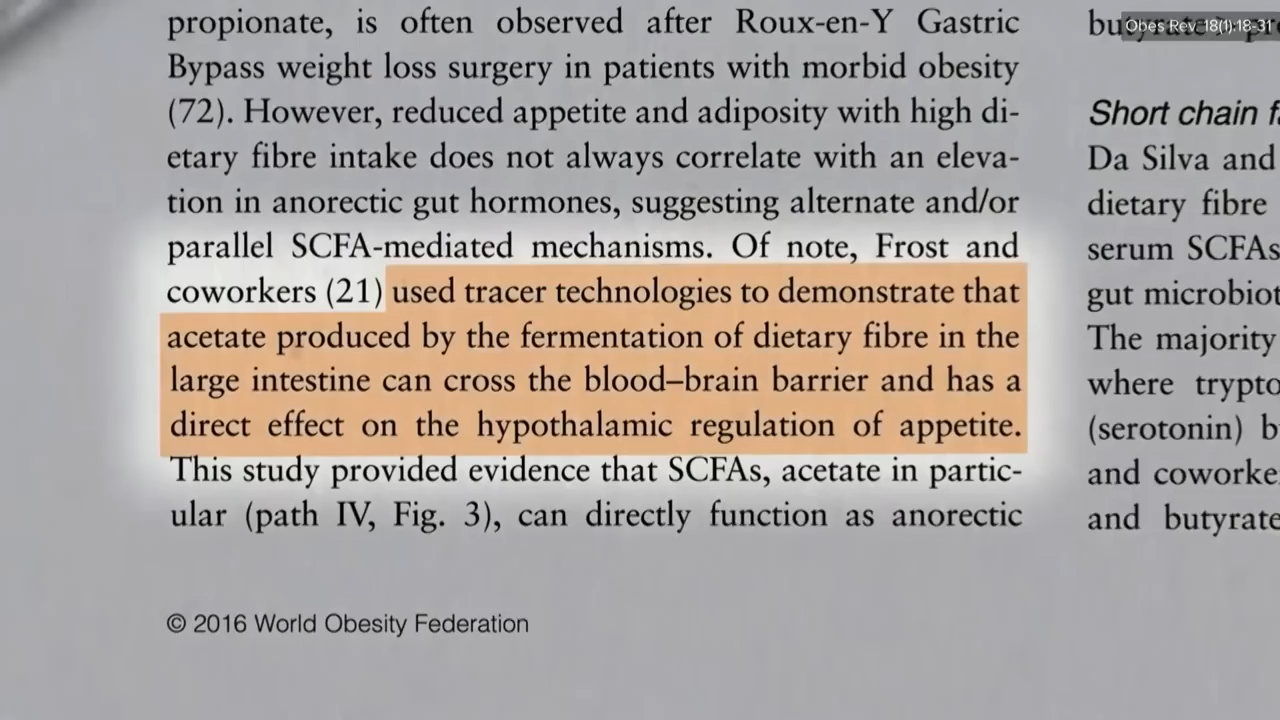 propionate, is often observed after Roux-en-Y Gastric
Bypass weight loss surgery in patients with morbid obesity
(72). However, reduced appetite and adiposity with high di-
etary fibre intake does not always correlate with an eleva-
tion in anorectic gut hormones, suggesting alternate and/or
parallel SCFA-mediated mechanisms. Of note, Frost and
coworkers (21) used tracer technologies to demonstrate that
acetate produced by the fermentation of dietary fibre in the
large intestine can cross the blood–brain barrier and has a
direct effect on the hypothalamic regulation of appetite.
This study provided evidence that SCFAs, acetate in partic-
ular (path IV, Fig. 3), can directly function as anorectic
© 2016 World Obesity Federation
Obes Rev. 18(1):18-31
Short chain
Da Silva and
dietary fibre
serum SCFAs
gut microbiot
The majority
where trypto
(serotonin) b
and coworke
and butyrate